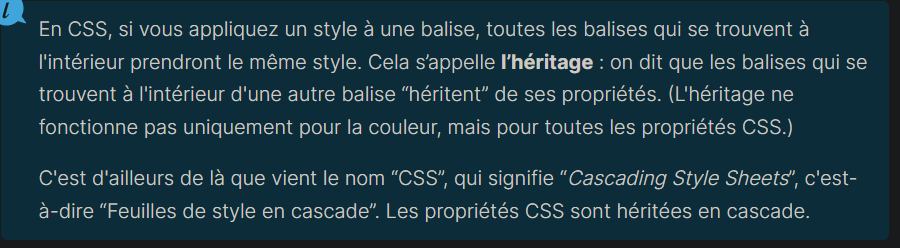 En CSS, si vous appliquez un style à une balise, toutes les balises qui se trouvent à
l'intérieur prendront le même style. Cela s’appelle l’héritage : on dit que les balises qui se
trouvent à l'intérieur d'une autre balise “héritent” de ses propriétés. (L'héritage ne
fonctionne pas uniquement pour la couleur, mais pour toutes les propriétés CSS.)
C'est d'ailleurs de là que vient le nom “CSS”, qui signifie “Cascading Style Sheets”, c'est-
à-dire “Feuilles de style en cascade”. Les propriétés CSS sont héritées en cascade.